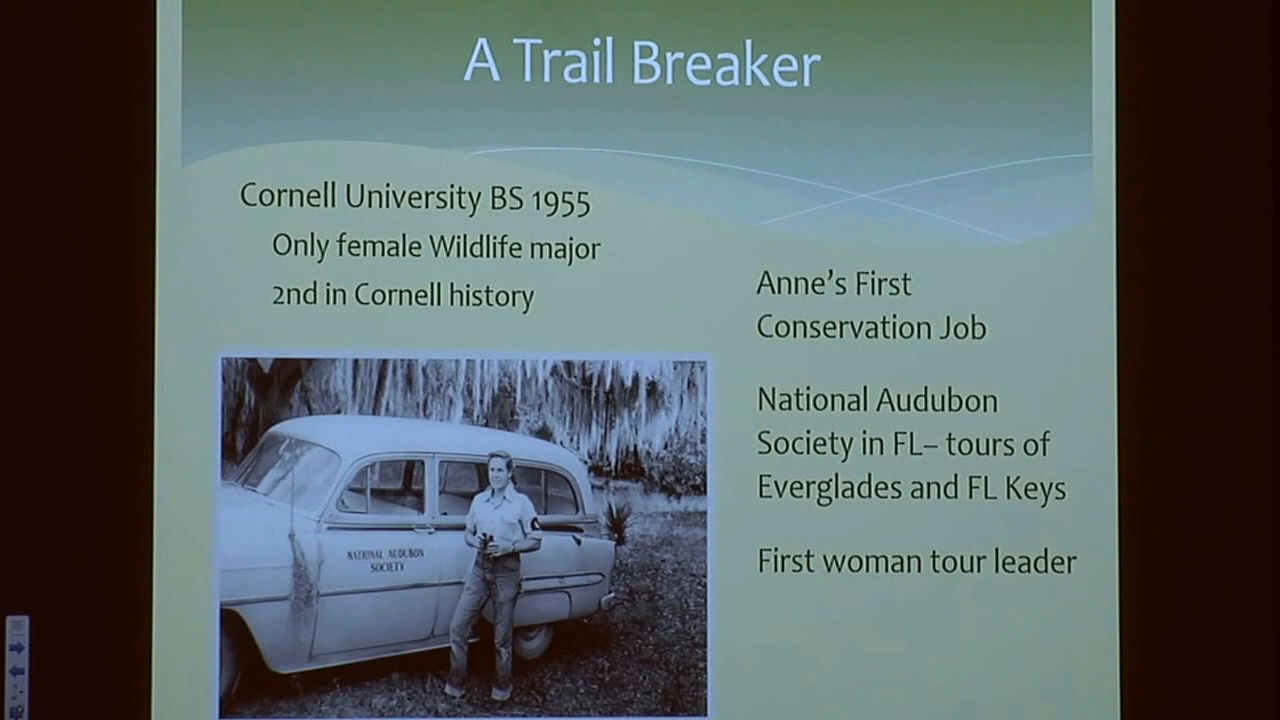 A Trail Breaker
Cornell University BS 1955
Only female Wildlife major
2nd in Cornell history
Anne's First
Conservation Job
National Audubon
Society in FL– tours of
Everglades and FL Keys
First woman tour leader
NATIONAL AUDUBON
SOCIETY